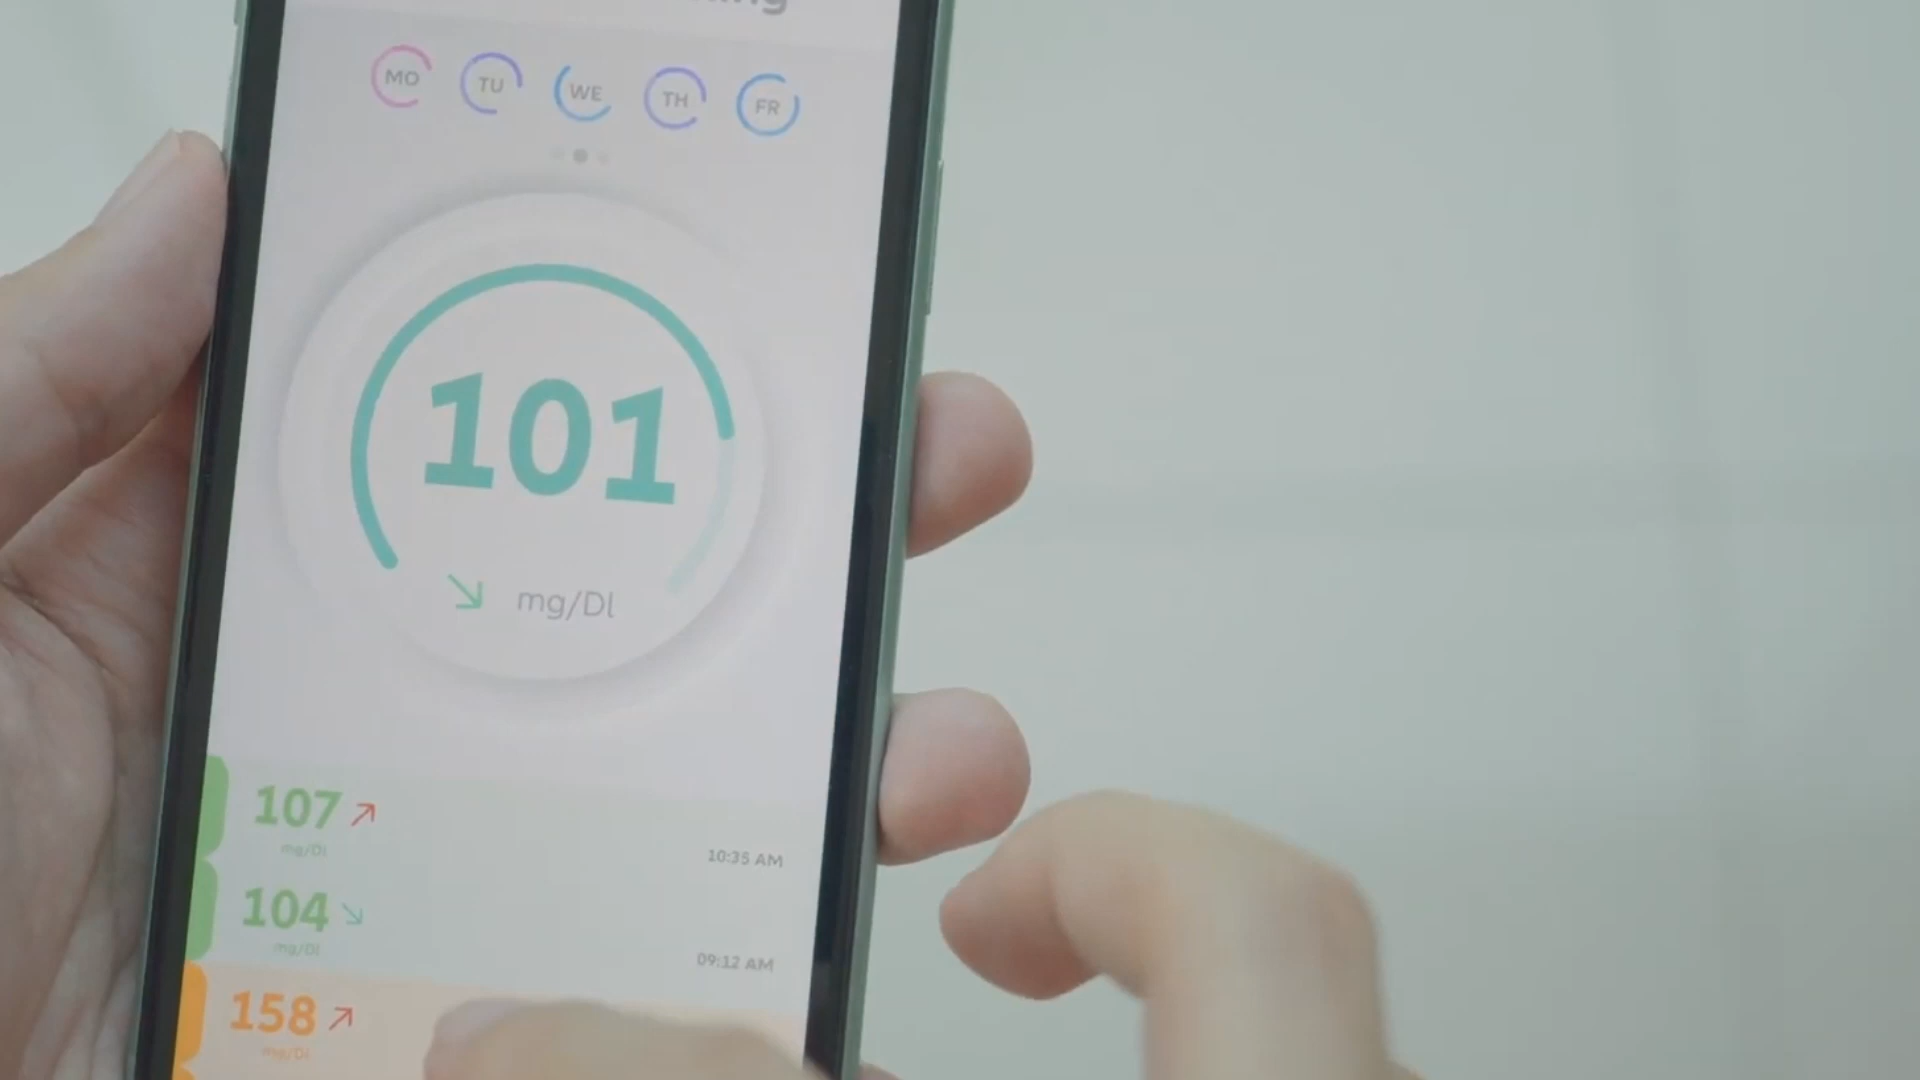 MO TU WE TH FR
101
mg/Dl
107
mg/Dl
10:35 AM
104
mg/Dl
09:12 AM
158
mg/Dl